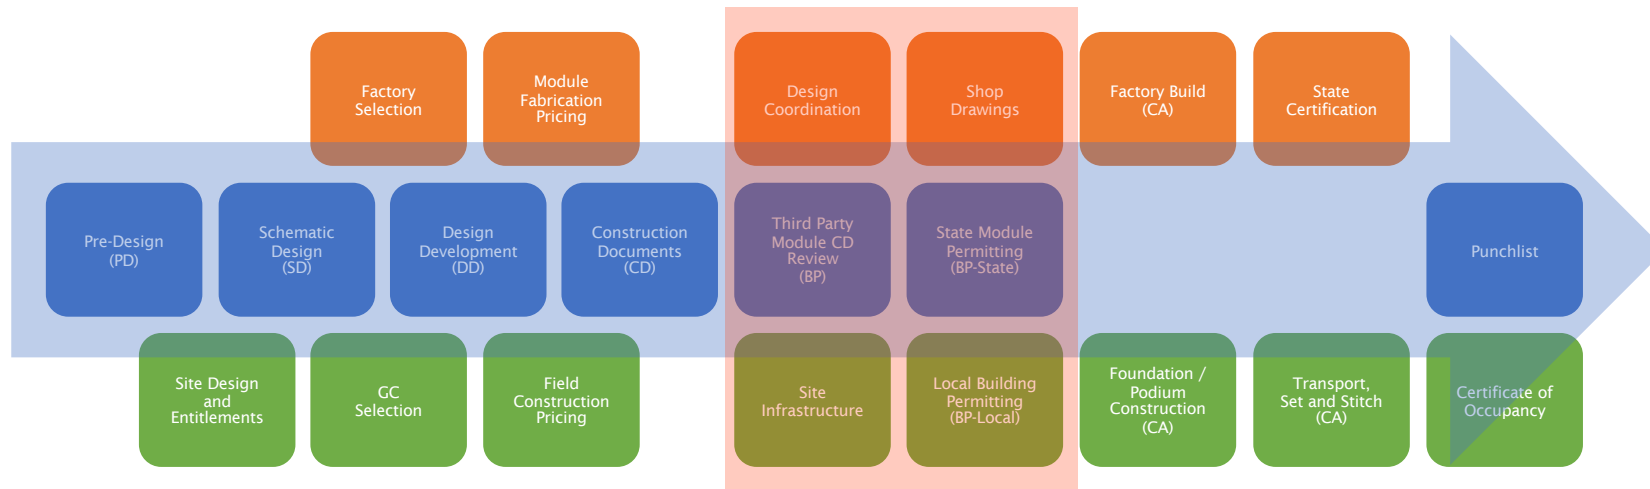 Factory
Selection
Module
Fabrication
Pricing
Design
Coordination
Shop
Drawings
Factory Build
(CA)
State
Certification
Pre-Design
(PD)
Schematic
Design
(SD)
Design
Development
(DD)
Construction
Documents
(CD)
Third Party
Module CD
Review
(BP)
State Module
Permitting
(BP-State)
Punchlist
Site Design
and
Entitlements
GC
Selection
Field
Construction
Pricing
Site
Infrastructure
Local Building
Permitting
(BP-Local)
Foundation /
Podium
Construction
(CA)
Transport,
Set and Stitch
(CA)
Certificate of
Occupancy